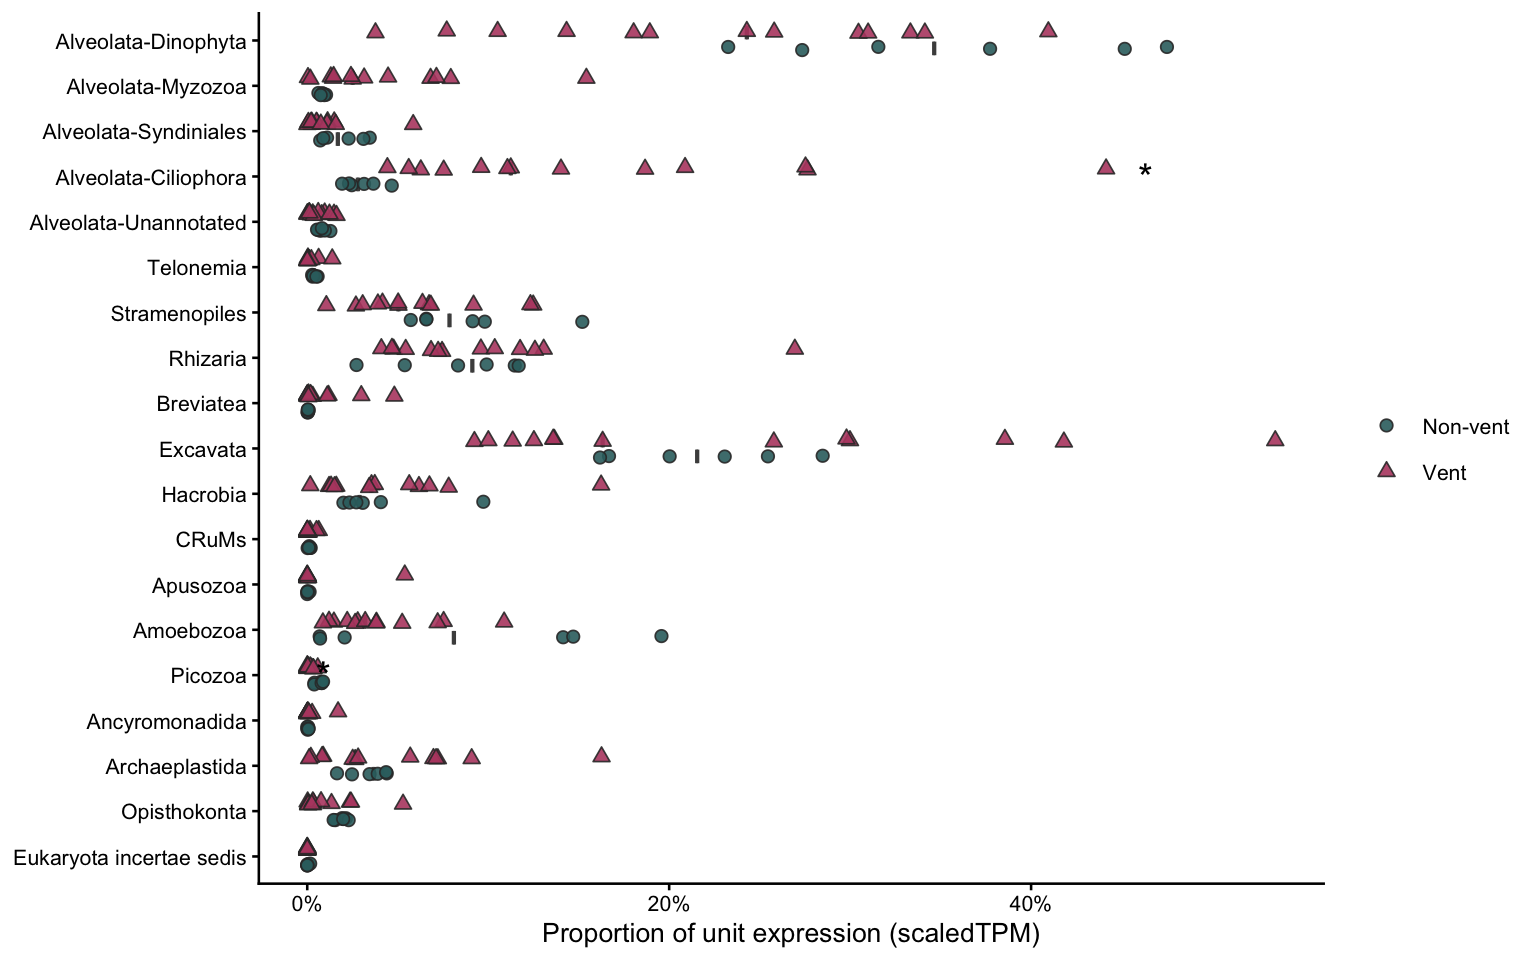 Alveolata-Dinophyta
Alveolata-Myzozoa
Alveolata-Syndiniales
Alveolata-Ciliophora
*
Alveolata-Unannotated
Telonemia
Stramenopiles
Rhizaria
Breviatea
Non-vent
Excavata
Vent
Hacrobia
CRuMs
Apusozoa
Amoebozoa
Picozoa
*
Ancyromonadida
Archaeplastida
Opisthokonta
Eukaryota incertae sedis
0% 20% 40%
Proportion of unit expression (scaledTPM)